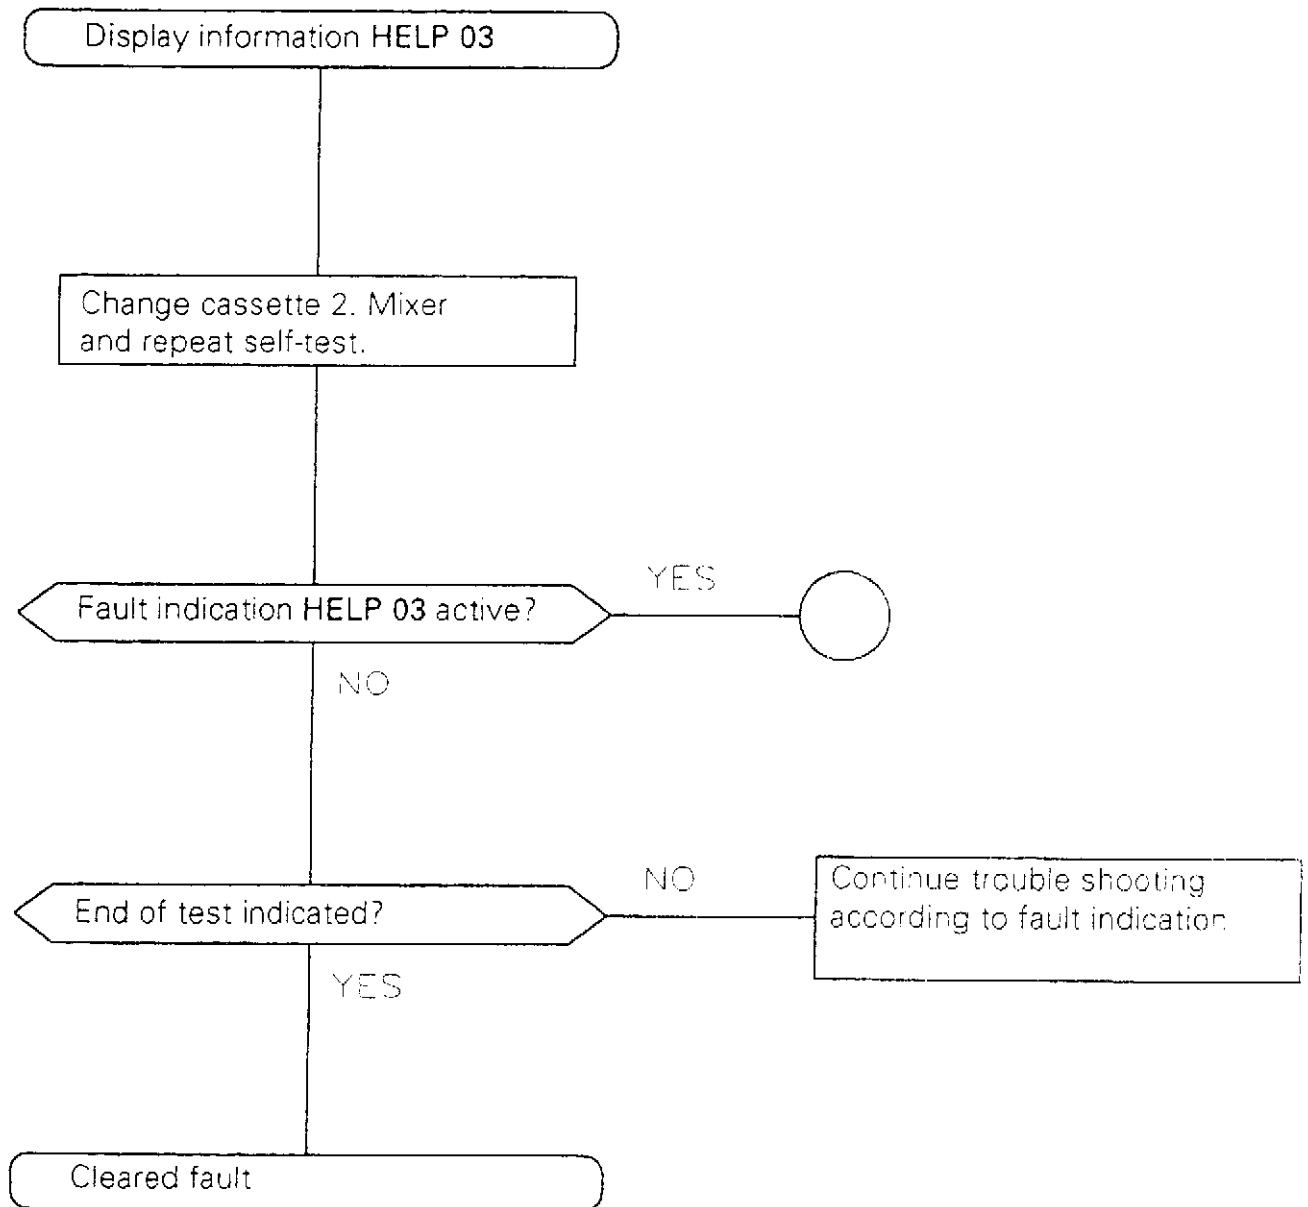 Display information HELP 03
Change cassette 2. Mixer
and repeat self-test.
YES
Fault indication HELP 03 active?
NO
NO
Continue trouble shooting
according to fault indication
End of test indicated?
YES
Cleared fault